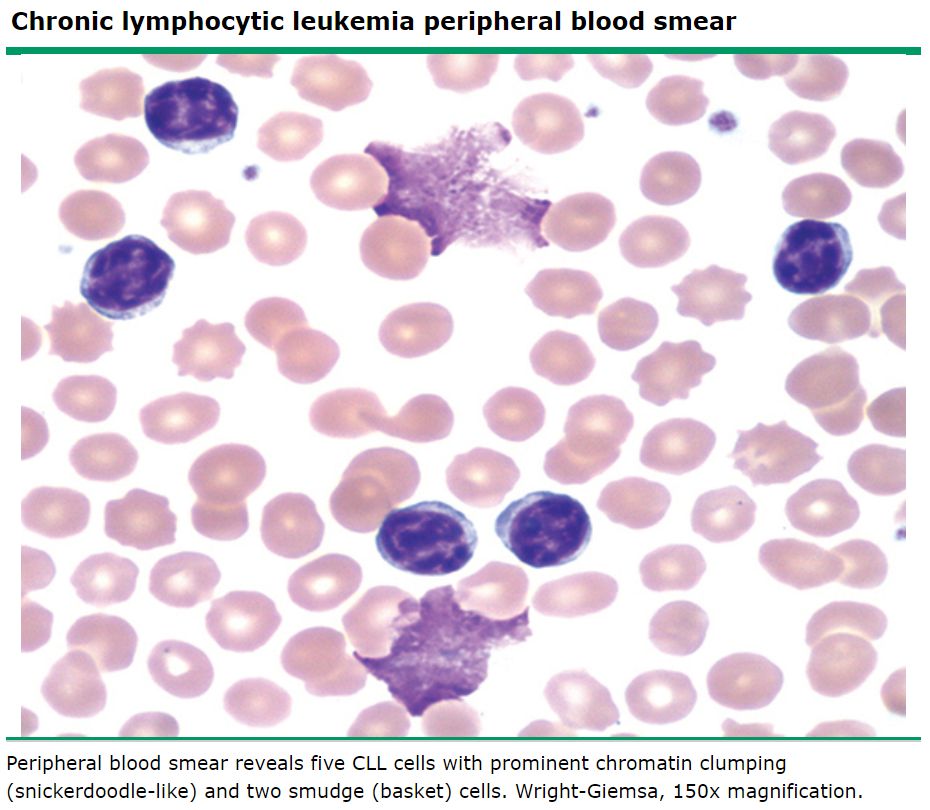 Chronic lymphocytic leukemia peripheral blood smear
Peripheral blood smear reveals five CLL cells with prominent chromatin clumping
(snickerdoodle-like) and two smudge (basket) cells. Wright-Giemsa, 150x magnification.